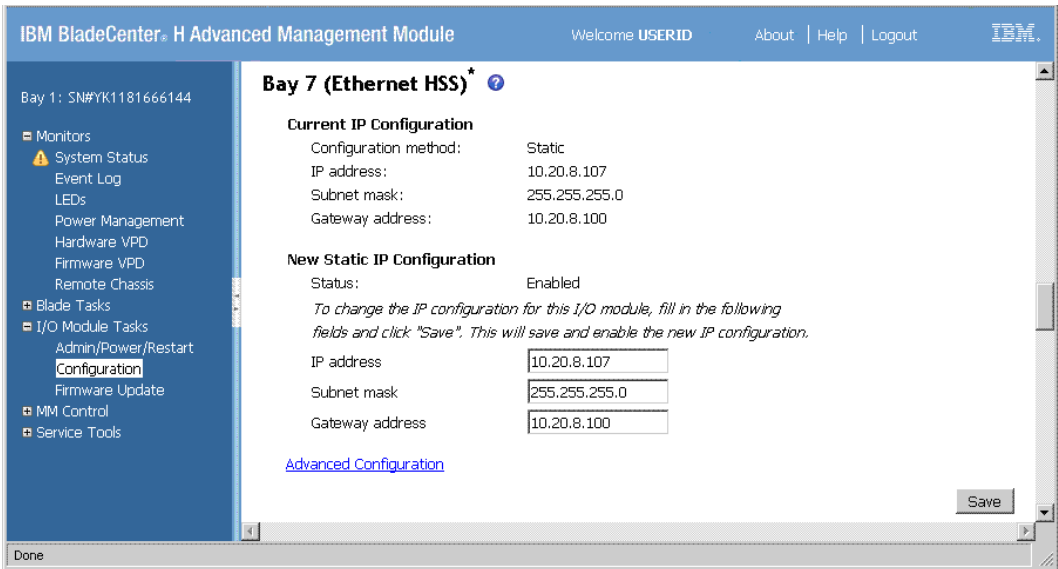 IBM BladeCenter® H Advanced Management Module
Welcome USERID
About | Help | Logout
IBM.
Bay 1: SN#YK1181666144
Monitors
System Status
Event Log
LEDs
Power Management
Hardware VPD
Firmware VPD
Remote Chassis
Blade Tasks
I/O Module Tasks
Admin/Power/Restart
Configuration
Firmware Update
MM Control
Service Tools
Bay 7 (Ethernet HSS)* ?
Current IP Configuration
Configuration method: Static
IP address: 10.20.8.107
Subnet mask: 255.255.255.0
Gateway address: 10.20.8.100
New Static IP Configuration
Status: Enabled
To change the IP configuration for this I/O module, fill in the following
fields and click "Save". This will save and enable the new IP configuration.
IP address 10.20.8.107
Subnet mask 255.255.255.0
Gateway address 10.20.8.100
Advanced Configuration
Save
Done